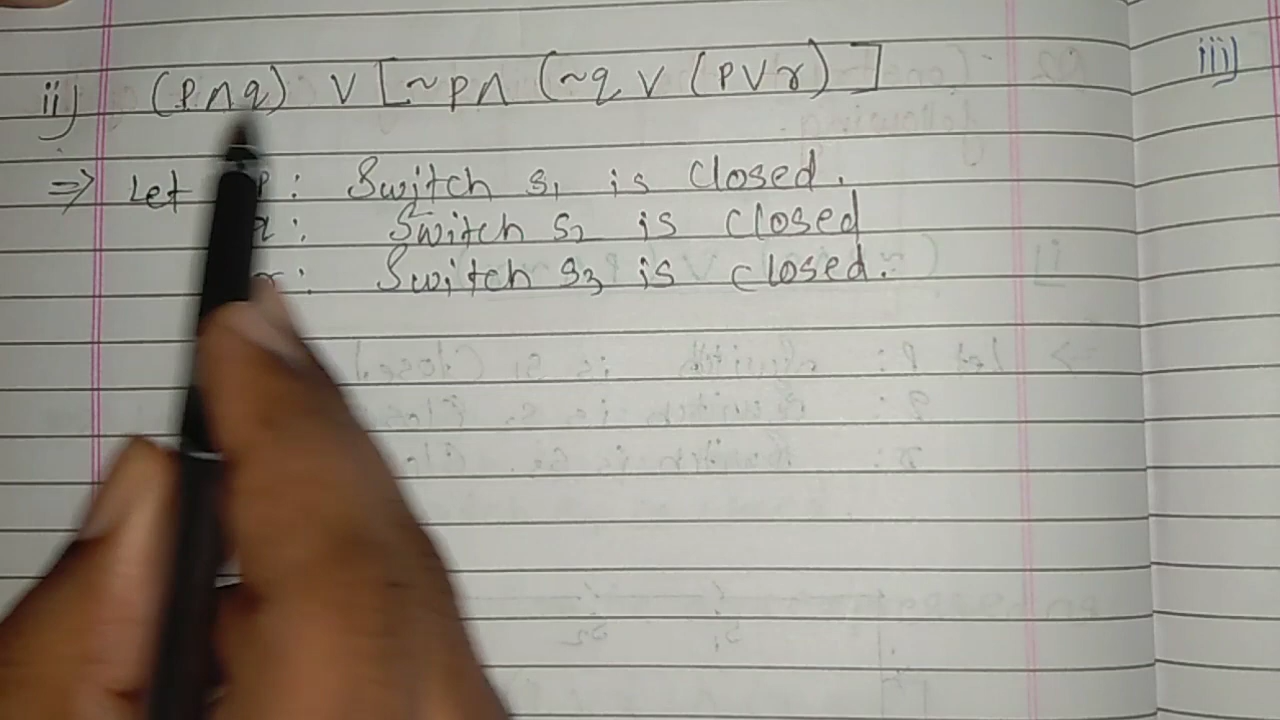 ii) (p∧q) ∨ [~p∧ (~q ∨ (p∨r) ]
iii)
⇒ Let p: Switch S₁ is closed.
q: Switch S₂ is closed
r: Switch S₃ is closed.